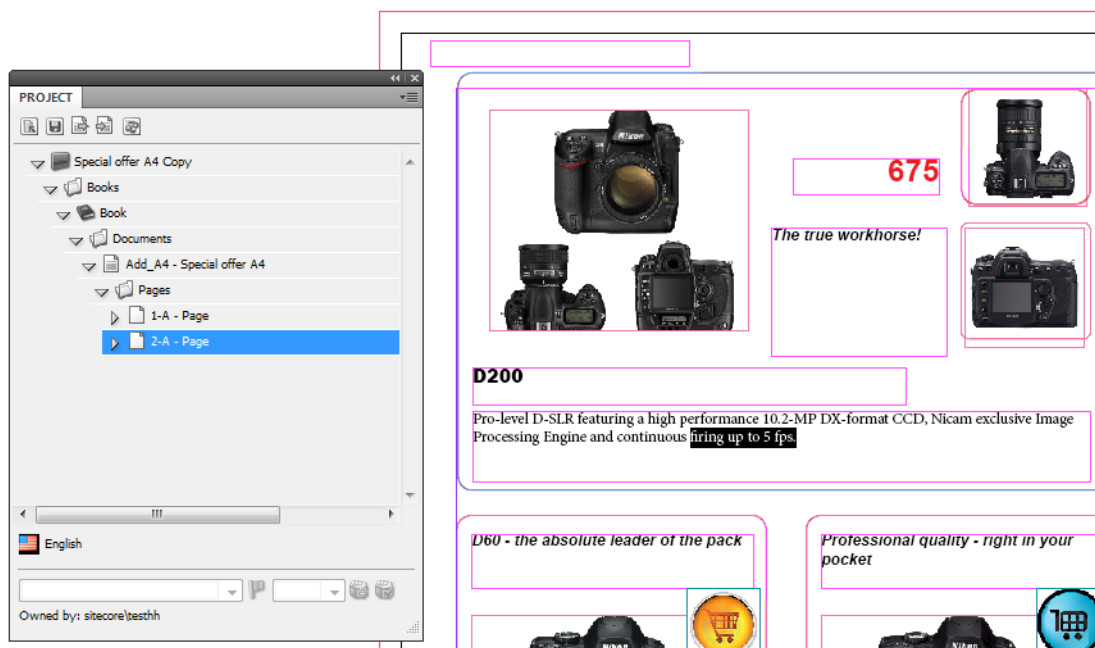 PROJECT
Special offer A4 Copy
Books
Book
Documents
Add_A4 - Special offer A4
Pages
1-A - Page
2-A - Page
English
Owned by: sitecore\testhh
Nikon
675
The true workhorse!
D200
Pro-level D-SLR featuring a high performance 10.2-MP DX-format CCD, Nicam exclusive Image
Processing Engine and continuous firing up to 5 fps.
D60 - the absolute leader of the pack
Professional quality - right in your
pocket
Nikon
Nikon